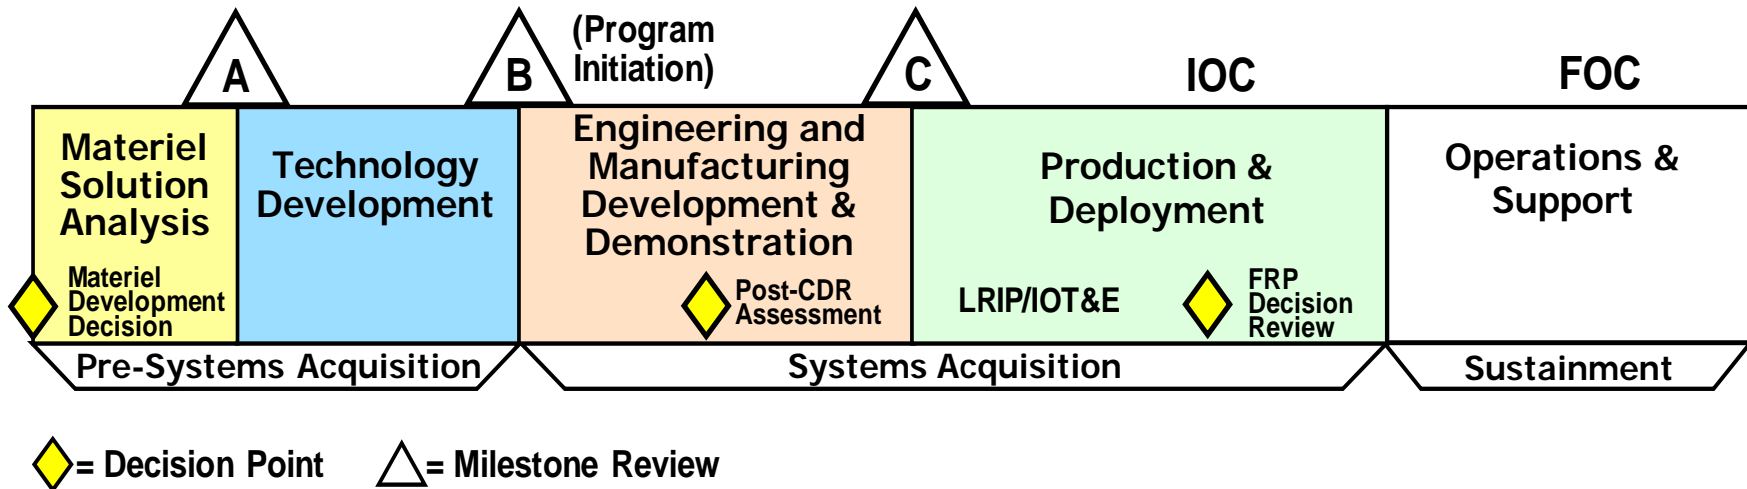 A
B
(Program
Initiation)
C
IOC
FOC
Materiel
Solution
Analysis
Technology
Development
Engineering and
Manufacturing
Development &
Demonstration
Production &
Deployment
Operations &
Support
Materiel
Development
Decision
Post-CDR
Assessment
LRIP/IOT&E
FRP
Decision
Review
Pre-Systems Acquisition
Systems Acquisition
Sustainment
= Decision Point
= Milestone Review